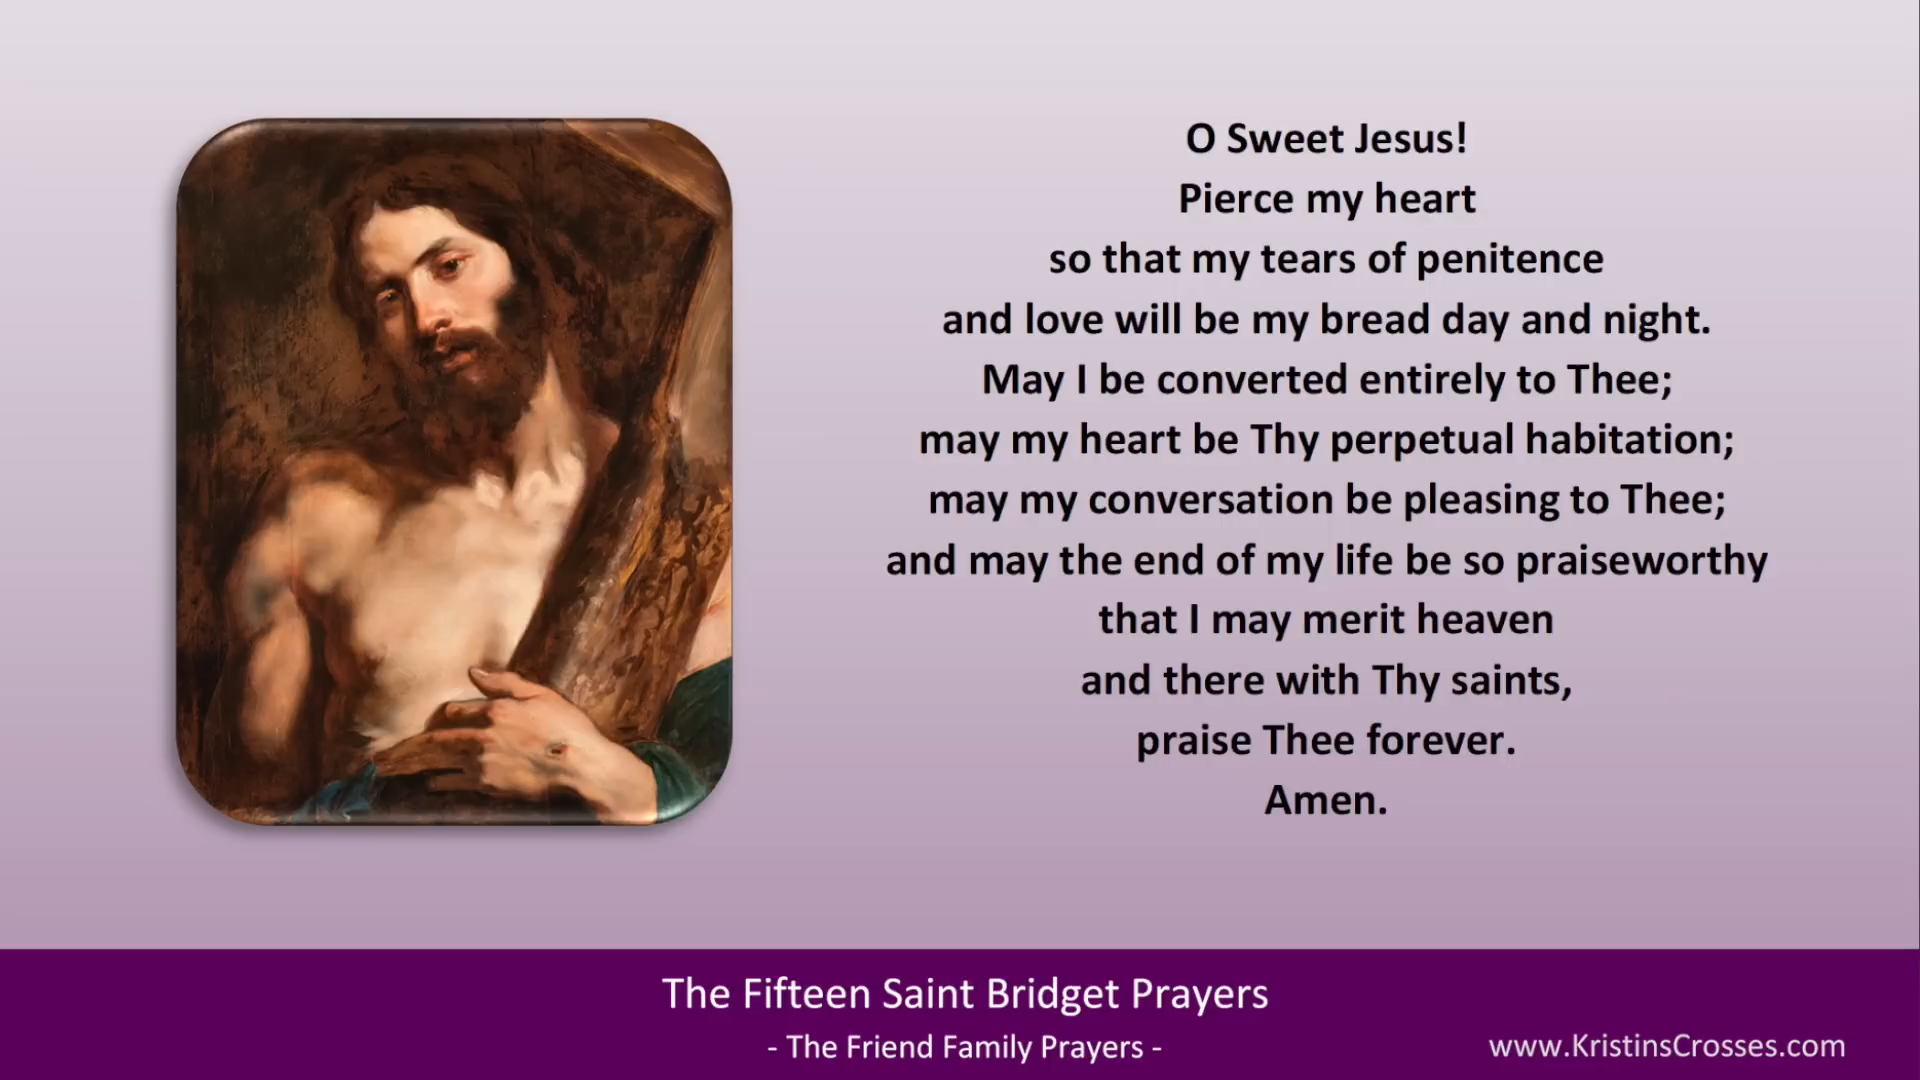 O Sweet Jesus!
Pierce my heart
so that my tears of penitence
and love will be my bread day and night.
May I be converted entirely to Thee;
may my heart be Thy perpetual habitation;
may my conversation be pleasing to Thee;
and may the end of my life be so praiseworthy
that I may merit heaven
and there with Thy saints,
praise Thee forever.
Amen.
The Fifteen Saint Bridget Prayers
- The Friend Family Prayers -
www.KristinsCrosses.com